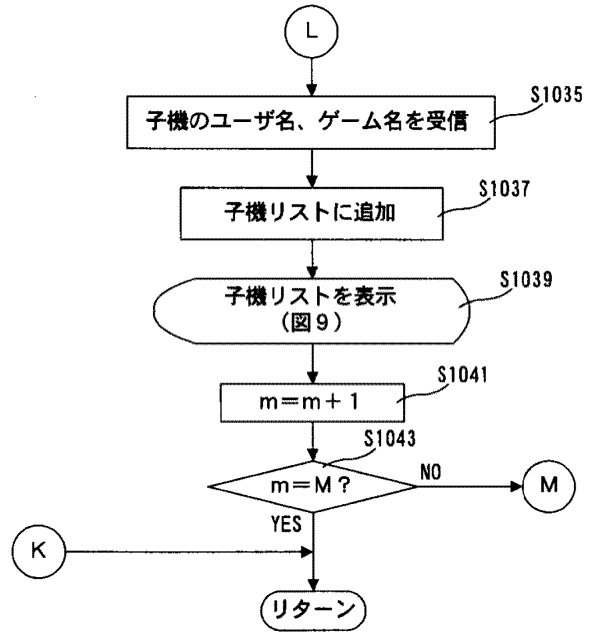 L
S1035
子機のユーザ名、ゲーム名を受信
S1037
子機リストに追加
S1039
子機リストを表示
(図9)
S1041
m=m+1
S1043
m=M?
NO
M
YES
K
リターン